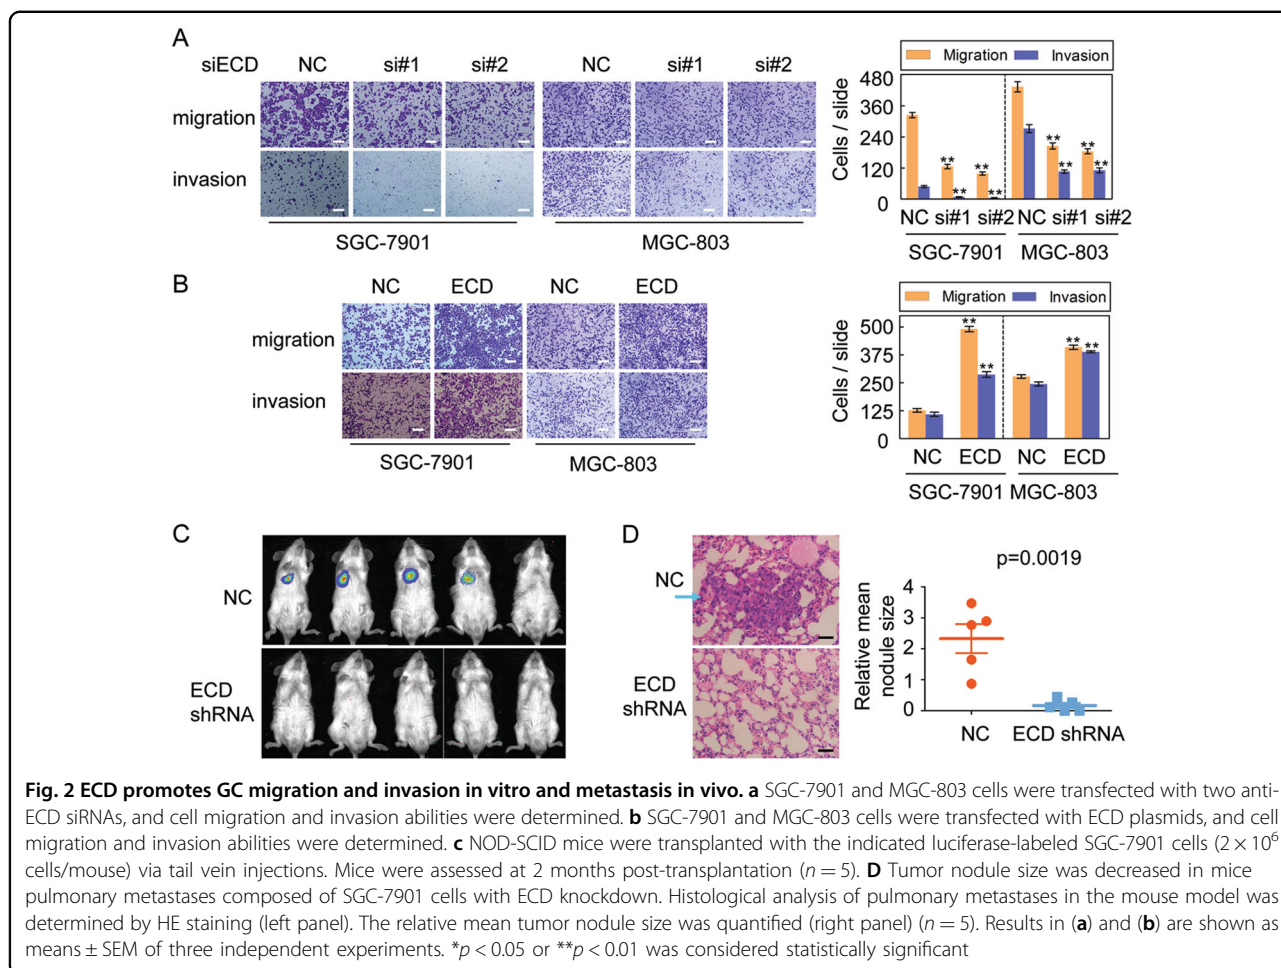 A
siECD NC si#1 si#2 NC si#1 si#2
migration
invasion
SGC-7901 MGC-803
Migration Invasion
Cells / slide
480
360
240
120
0
** ** ** ** ** ** ** **
NC si#1 si#2 NC si#1 si#2
SGC-7901 MGC-803
B
NC ECD NC ECD
migration
invasion
SGC-7901 MGC-803
Migration Invasion
Cells / slide
500
375
250
125
0
** ** ** **
NC ECD NC ECD
SGC-7901 MGC-803
C
NC
ECD
shRNA
D
NC
ECD
shRNA
p=0.0019
Relative mean
nodule size
4
3
2
1
0
NC ECD shRNA
Fig. 2 ECD promotes GC migration and invasion in vitro and metastasis in vivo. a SGC-7901 and MGC-803 cells were transfected with two anti-
ECD siRNAs, and cell migration and invasion abilities were determined. b SGC-7901 and MGC-803 cells were transfected with ECD plasmids, and cell
migration and invasion abilities were determined. c NOD-SCID mice were transplanted with the indicated luciferase-labeled SGC-7901 cells (2 × 10⁶
cells/mouse) via tail vein injections. Mice were assessed at 2 months post-transplantation (n = 5). D Tumor nodule size was decreased in mice
pulmonary metastases composed of SGC-7901 cells with ECD knockdown. Histological analysis of pulmonary metastases in the mouse model was
determined by HE staining (left panel). The relative mean tumor nodule size was quantified (right panel) (n = 5). Results in (a) and (b) are shown as
means ± SEM of three independent experiments. *p < 0.05 or **p < 0.01 was considered statistically significant